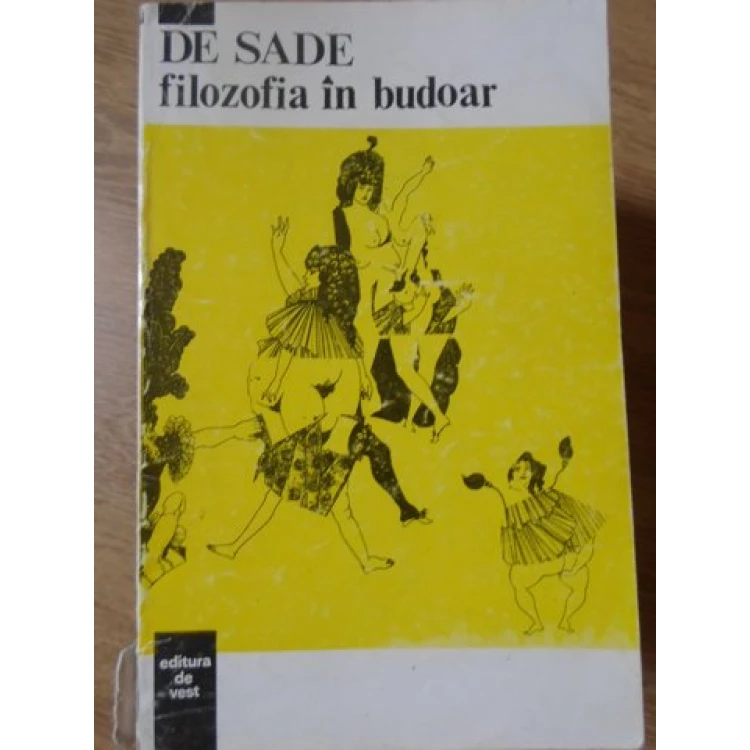 DE SADE
filozofia în budoar
editura
de
vest